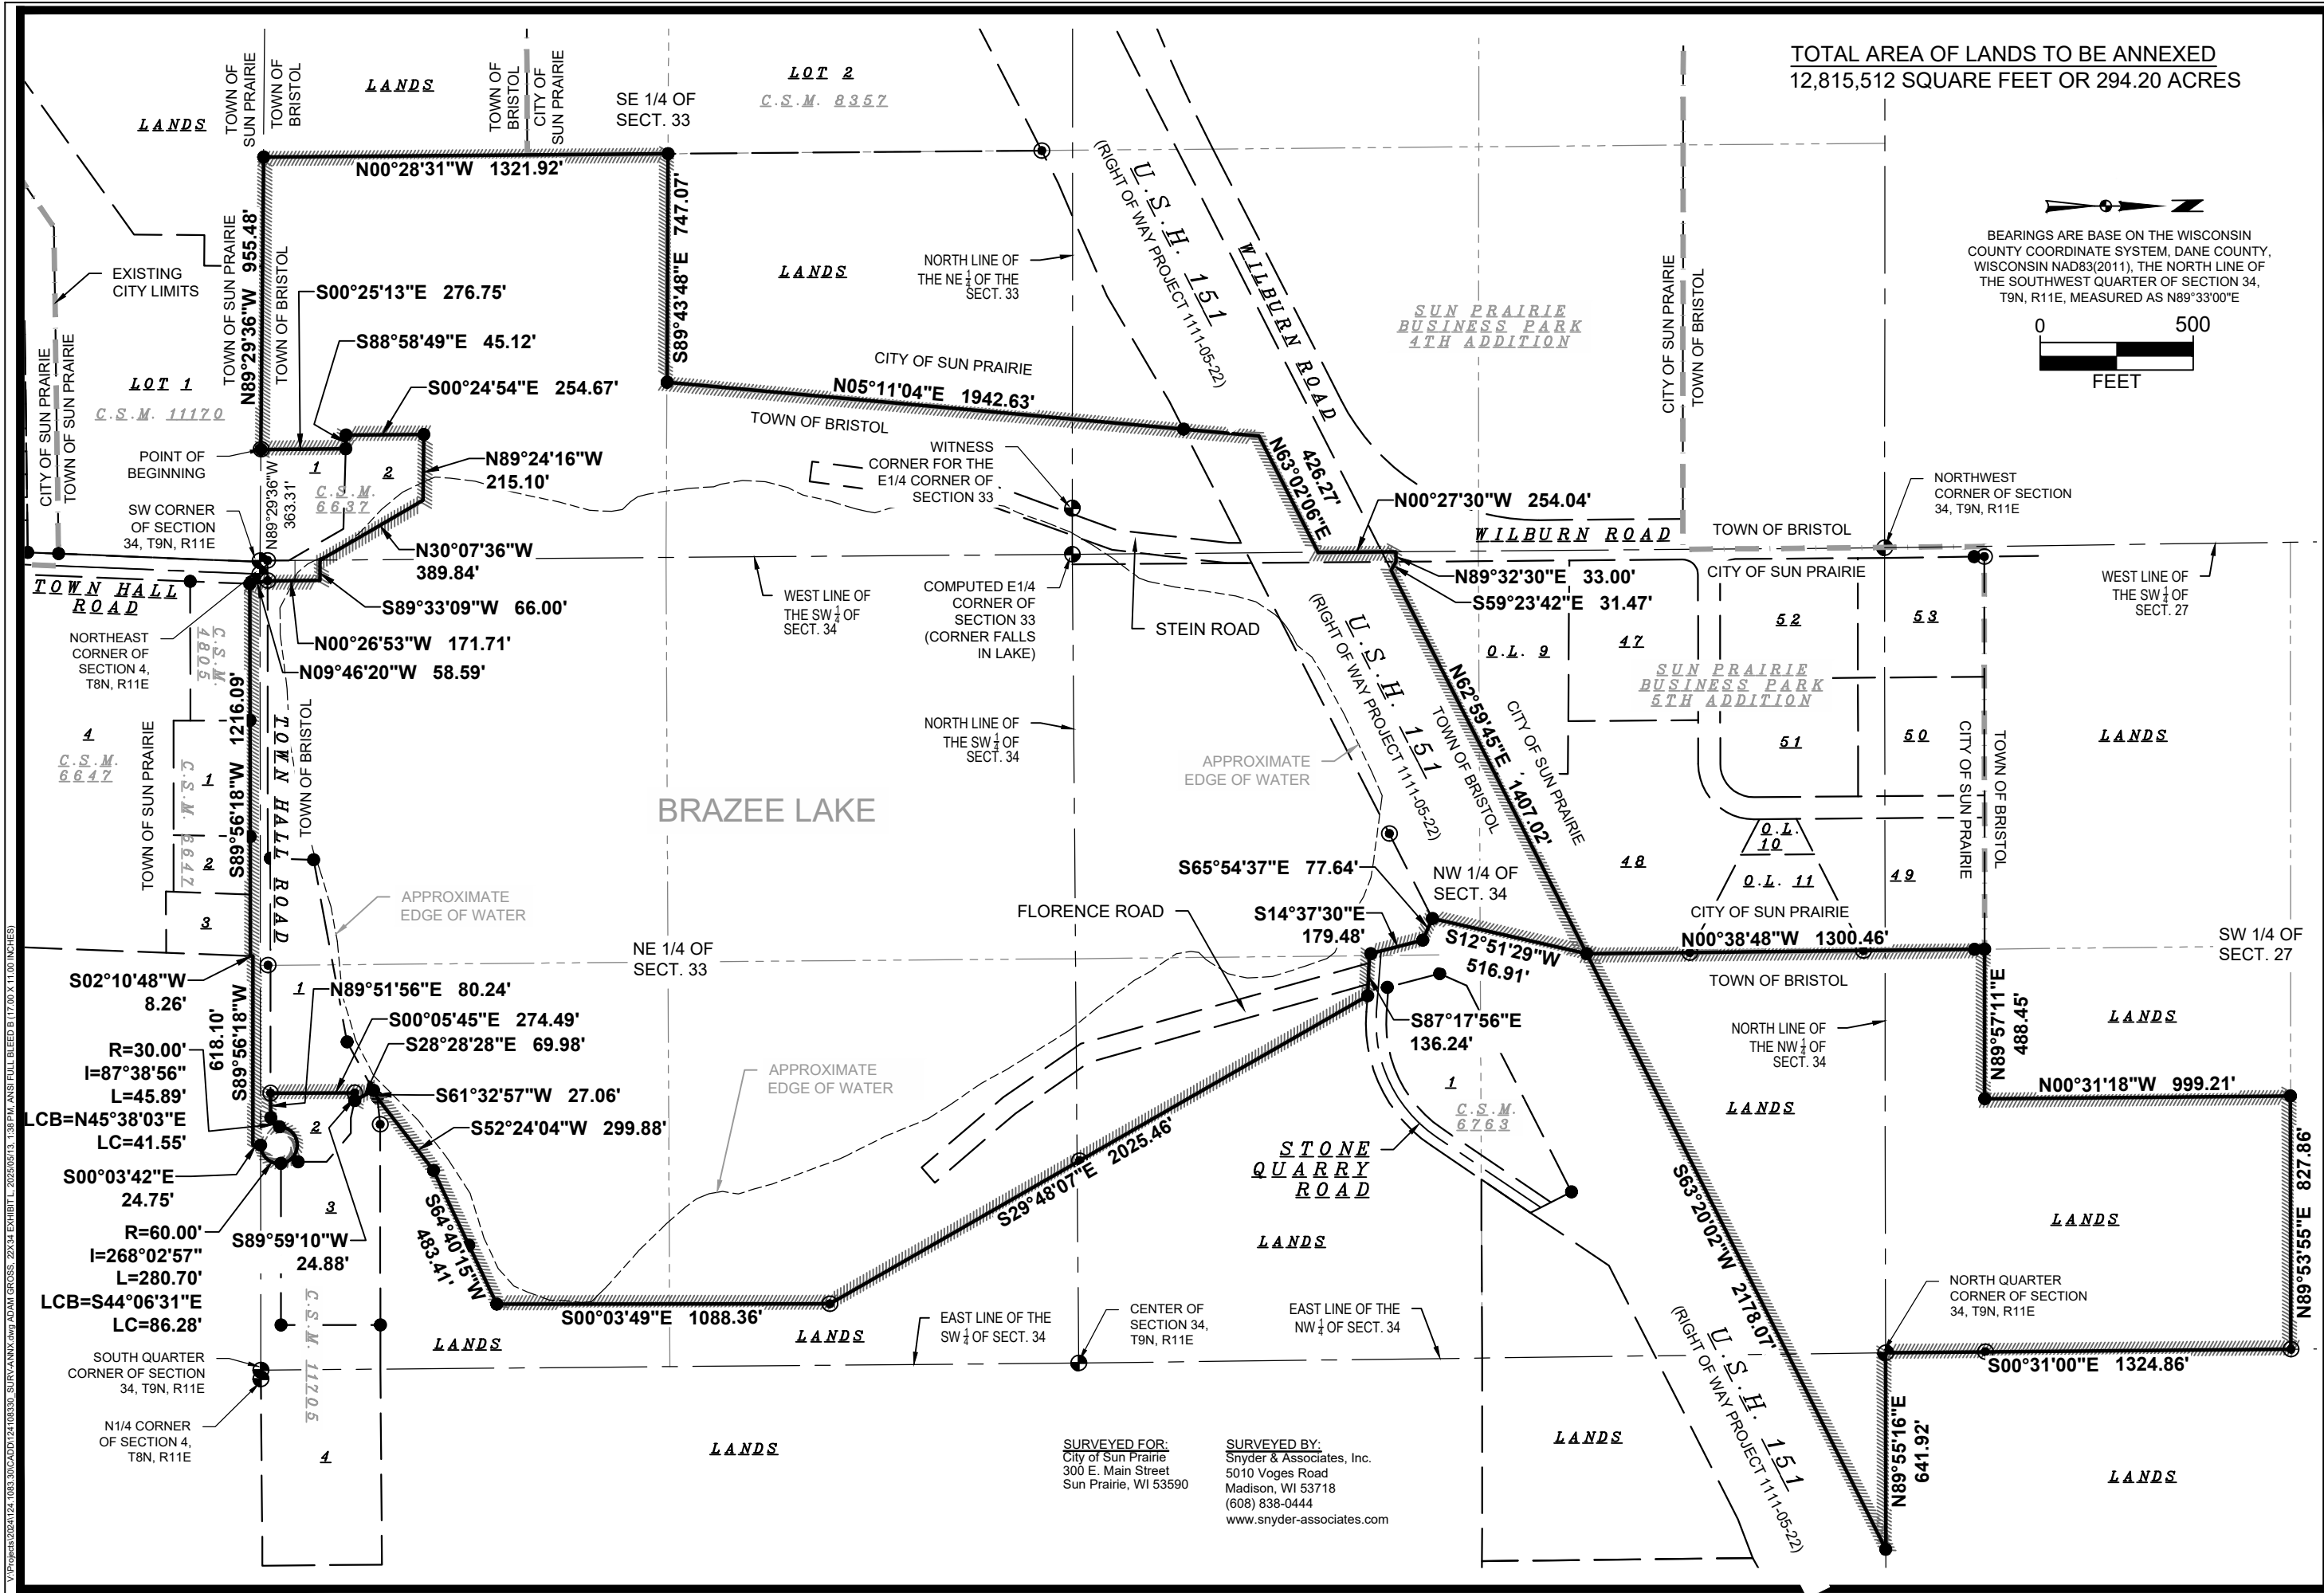 TOTAL AREA OF LANDS TO BE ANNEXED
12,815,512 SQUARE FEET OR 294.20 ACRES
BEARINGS ARE BASE ON THE WISCONSIN
COUNTY COORDINATE SYSTEM, DANE COUNTY,
WISCONSIN NAD83(2011), THE NORTH LINE OF
THE SOUTHWEST QUARTER OF SECTION 34,
T9N, R11E, MEASURED AS N89°33'00"E
0 500
FEET
TOWN OF
SUN PRAIRIE
TOWN OF
BRISTOL
LANDS
LANDS
TOWN OF
BRISTOL
CITY OF
SUN PRAIRIE
SE 1/4 OF
SECT. 33
LOT 2
C.S.M. 8357
N00°28'31"W 1321.92'
S89°43'48"E 747.07'
N89°29'36"W 955.48'
TOWN OF SUN PRAIRIE
TOWN OF BRISTOL
EXISTING
CITY LIMITS
CITY OF SUN PRAIRIE
TOWN OF SUN PRAIRIE
LOT 1
C.S.M. 11170
S00°25'13"E 276.75'
S88°58'49"E 45.12'
S00°24'54"E 254.67'
POINT OF
BEGINNING
N89°29'36"W
363.31'
1
2
C.S.M.
6637
N89°24'16"W
215.10'
SW CORNER
OF SECTION
34, T9N, R11E
N30°07'36"W
389.84'
S89°33'09"W 66.00'
N00°26'53"W 171.71'
N09°46'20"W 58.59'
TOWN HALL
ROAD
NORTHEAST
CORNER OF
SECTION 4,
T8N, R11E
C.S.M.
4805
LANDS
NORTH LINE OF
THE NE 1/4 OF THE
SECT. 33
CITY OF SUN PRAIRIE
N05°11'04"E 1942.63'
TOWN OF BRISTOL
WITNESS
CORNER FOR THE
E1/4 CORNER OF
SECTION 33
WEST LINE OF
THE SW 1/4 OF
SECT. 34
COMPUTED E1/4
CORNER OF
SECTION 33
(CORNER FALLS
IN LAKE)
STEIN ROAD
U.S.H. 151
(RIGHT OF WAY PROJECT 1111-05-22)
WILBURN ROAD
SUN PRAIRIE
BUSINESS PARK
4TH ADDITION
CITY OF SUN PRAIRIE
TOWN OF BRISTOL
N63°02'06"E
426.27'
N00°27'30"W 254.04'
WILBURN ROAD
TOWN OF BRISTOL
CITY OF SUN PRAIRIE
NORTHWEST
CORNER OF SECTION
34, T9N, R11E
N89°32'30"E 33.00'
S59°23'42"E 31.47'
WEST LINE OF
THE SW 1/4 OF
SECT. 27
O.L. 9
47
52
53
SUN PRAIRIE
BUSINESS PARK
5TH ADDITION
51
50
LANDS
CITY OF SUN PRAIRIE
TOWN OF BRISTOL
U.S.H. 151
(RIGHT OF WAY PROJECT 1111-05-22)
N62°59'45"E 1407.02'
TOWN OF BRISTOL
CITY OF SUN PRAIRIE
4
C.S.M.
6647
TOWN OF SUN PRAIRIE
1
C.S.M. 6647
2
3
S89°56'18"W 1216.09'
TOWN HALL ROAD
TOWN OF BRISTOL
NORTH LINE OF
THE SW 1/4 OF
SECT. 34
APPROXIMATE
EDGE OF WATER
BRAZEE LAKE
APPROXIMATE
EDGE OF WATER
NE 1/4 OF
SECT. 33
FLORENCE ROAD
S65°54'37"E 77.64'
NW 1/4 OF
SECT. 34
S14°37'30"E
179.48'
S12°51'29"W
516.91'
48
O.L.
10
O.L. 11
49
CITY OF SUN PRAIRIE
N00°38'48"W 1300.46'
TOWN OF BRISTOL
SW 1/4 OF
SECT. 27
N89°57'11"E
488.45'
LANDS
NORTH LINE OF
THE NW 1/4 OF
SECT. 34
N00°31'18"W 999.21'
LANDS
N89°53'55"E 827.86'
LANDS
S02°10'48"W
8.26'
618.10'
S89°56'18"W
1
N89°51'56"E 80.24'
S00°05'45"E 274.49'
S28°28'28"E 69.98'
S61°32'57"W 27.06'
S52°24'04"W 299.88'
R=30.00'
I=87°38'56"
L=45.89'
LCB=N45°38'03"E
LC=41.55'
2
3
S00°03'42"E
24.75'
R=60.00'
I=268°02'57"
L=280.70'
LCB=S44°06'31"E
LC=86.28'
S89°59'10"W
24.88'
S64°40'15"W
483.41'
APPROXIMATE
EDGE OF WATER
S87°17'56"E
136.24'
1
C.S.M.
6763
STONE
QUARRY
ROAD
S29°48'07"E 2025.46'
LANDS
S63°20'02"W 2178.07'
NORTH QUARTER
CORNER OF SECTION
34, T9N, R11E
S00°31'00"E 1324.86'
S00°03'49"E 1088.36'
LANDS
LANDS
EAST LINE OF THE
SW 1/4 OF SECT. 34
CENTER OF
SECTION 34,
T9N, R11E
EAST LINE OF THE
NW 1/4 OF SECT. 34
U.S.H. 151
(RIGHT OF WAY PROJECT 1111-05-22)
N89°55'16"E
641.92'
SOUTH QUARTER
CORNER OF SECTION
34, T9N, R11E
N1/4 CORNER
OF SECTION 4,
T8N, R11E
C.S.M. 11705
4
LANDS
LANDS
LANDS
SURVEYED FOR:
City of Sun Prairie
300 E. Main Street
Sun Prairie, WI 53590
SURVEYED BY:
Snyder & Associates, Inc.
5010 Voges Road
Madison, WI 53718
(608) 838-0444
www.snyder-associates.com